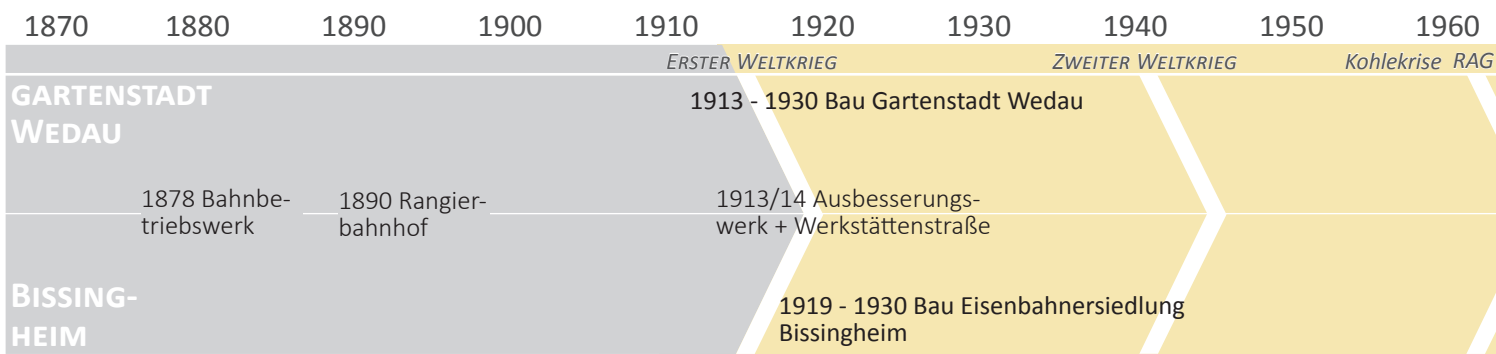 1870 1880 1890 1900 1910 1920 1930 1940 1950 1960
ERSTER WELTKRIEG ZWEITER WELTKRIEG Kohlekrise RAG
GARTENSTADT
WEDAU
1913 - 1930 Bau Gartenstadt Wedau
1878 Bahnbe-
triebswerk
1890 Rangier-
bahnhof
1913/14 Ausbesserungs-
werk + Werkstättenstraße
BISSING-
HEIM
1919 - 1930 Bau Eisenbahnersiedlung
Bissingheim